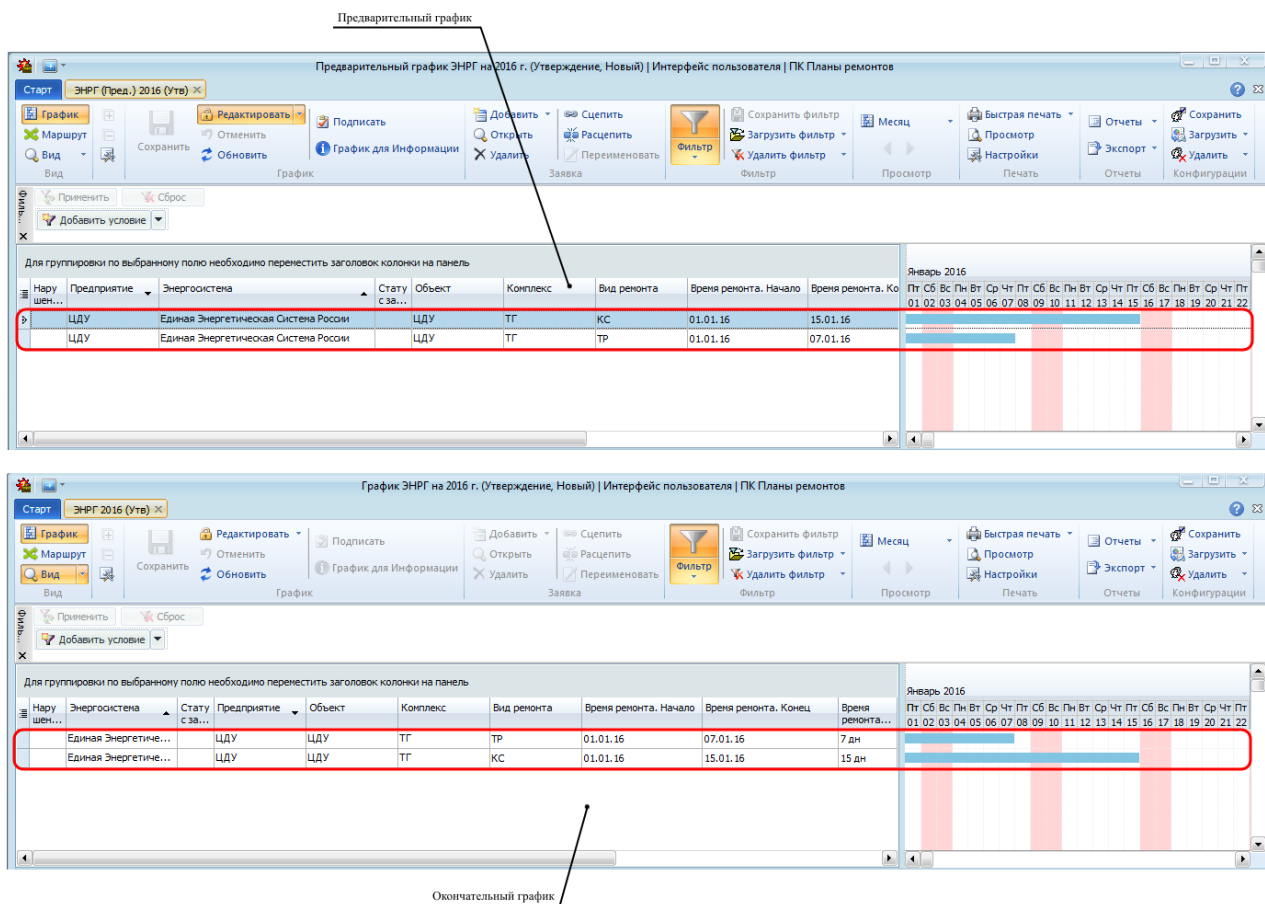 Предварительный график
Предварительный график ЭНРГ на 2016 г. (Утверждение, Новый) | Интерфейс пользователя | ПК Планы ремонтов
Старт ЭНРГ (Пред.) 2016 (Утв)
График Редактировать Подписать Добавить Сцепить Сохранить фильтр Месяц Быстрая печать Отчеты Сохранить
Маршрут Сохранить Отменить График для Информации Открыть Расцепить Фильтр Загрузить фильтр Просмотр Экспорт Загрузить
Вид Обновить Удалить Переименовать Удалить фильтр Настройки Удалить
Вид График Заявка Фильтр Просмотр Печать Отчеты Конфигурации
Филь... Применить Сброс
Добавить условие
Для группировки по выбранному полю необходимо переместить заголовок колонки на панель
Январь 2016
Нару шен... Предприятие Энергосистема Стату с за... Объект Комплекс Вид ремонта Время ремонта. Начало Время ремонта. Ко
Пт Сб Вс Пн Вт Ср Чт Пт Сб Вс Пн Вт Ср Чт Пт Сб Вс Пн Вт Ср Чт Пт
01 02 03 04 05 06 07 08 09 10 11 12 13 14 15 16 17 18 19 20 21 22
ЦДУ Единая Энергетическая Система России ЦДУ ТГ КС 01.01.16 15.01.16
ЦДУ Единая Энергетическая Система России ЦДУ ТГ ТР 01.01.16 07.01.16
График ЭНРГ на 2016 г. (Утверждение, Новый) | Интерфейс пользователя | ПК Планы ремонтов
Старт ЭНРГ 2016 (Утв)
График Редактировать Подписать Добавить Сцепить Сохранить фильтр Месяц Быстрая печать Отчеты Сохранить
Маршрут Сохранить Отменить График для Информации Открыть Расцепить Фильтр Загрузить фильтр Просмотр Экспорт Загрузить
Вид Обновить Удалить Переименовать Удалить фильтр Настройки Удалить
Вид График Заявка Фильтр Просмотр Печать Отчеты Конфигурации
Филь... Применить Сброс
Добавить условие
Для группировки по выбранному полю необходимо переместить заголовок колонки на панель
Январь 2016
Нару шен... Энергосистема Стату с за... Предприятие Объект Комплекс Вид ремонта Время ремонта. Начало Время ремонта. Конец Время ремонта...
Пт Сб Вс Пн Вт Ср Чт Пт Сб Вс Пн Вт Ср Чт Пт Сб Вс Пн Вт Ср Чт Пт
01 02 03 04 05 06 07 08 09 10 11 12 13 14 15 16 17 18 19 20 21 22
Единая Энергетиче... ЦДУ ЦДУ ТГ ТР 01.01.16 07.01.16 7 дн
Единая Энергетиче... ЦДУ ЦДУ ТГ КС 01.01.16 15.01.16 15 дн
Окончательный график